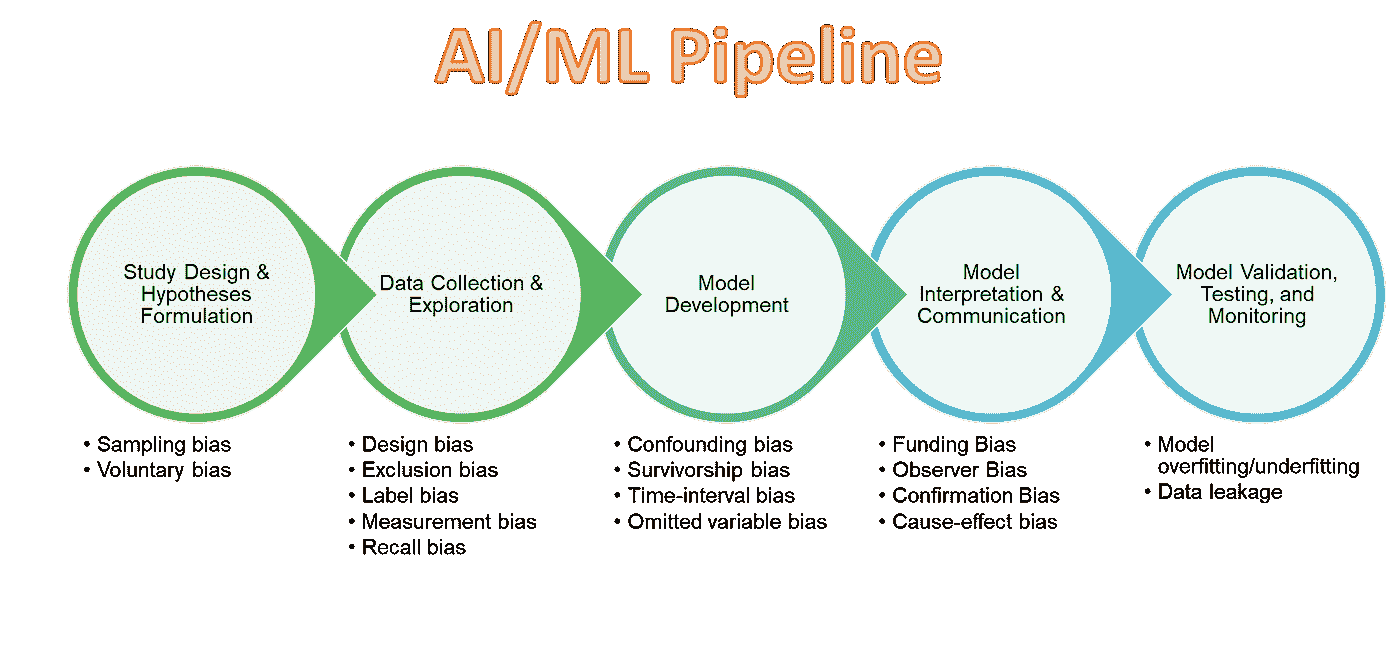 AI/ML Pipeline
Study Design &
Hypotheses
Formulation
Data Collection &
Exploration
Model
Development
Model
Interpretation &
Communication
Model Validation,
Testing, and
Monitoring
• Sampling bias
• Voluntary bias
• Design bias
• Exclusion bias
• Label bias
• Measurement bias
• Recall bias
• Confounding bias
• Survivorship bias
• Time-interval bias
• Omitted variable bias
• Funding Bias
• Observer Bias
• Confirmation Bias
• Cause-effect bias
• Model
overfitting/underfitting
• Data leakage